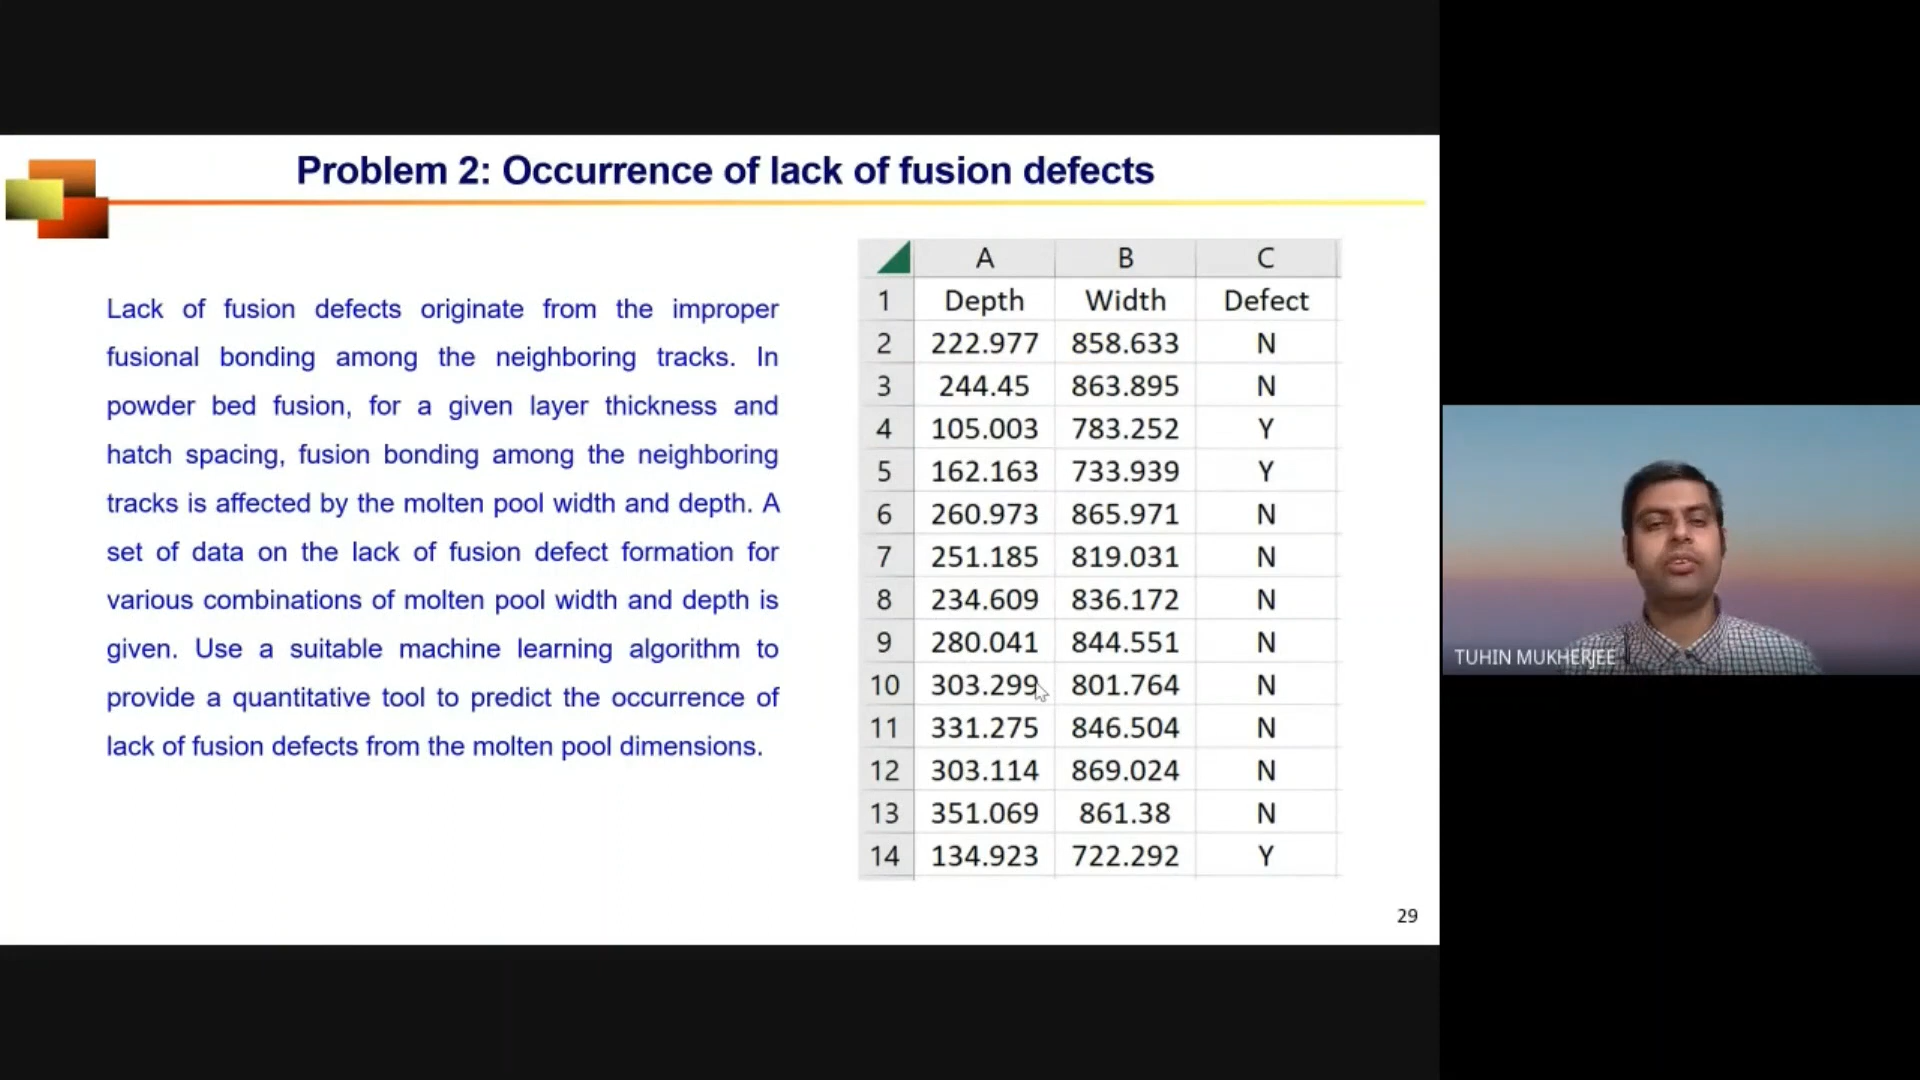 Problem 2: Occurrence of lack of fusion defects
Lack of fusion defects originate from the improper
fusional bonding among the neighboring tracks. In
powder bed fusion, for a given layer thickness and
hatch spacing, fusion bonding among the neighboring
tracks is affected by the molten pool width and depth. A
set of data on the lack of fusion defect formation for
various combinations of molten pool width and depth is
given. Use a suitable machine learning algorithm to
provide a quantitative tool to predict the occurrence of
lack of fusion defects from the molten pool dimensions.
A B C
1 Depth Width Defect
2 222.977 858.633 N
3 244.45 863.895 N
4 105.003 783.252 Y
5 162.163 733.939 Y
6 260.973 865.971 N
7 251.185 819.031 N
8 234.609 836.172 N
9 280.041 844.551 N
10 303.299 801.764 N
11 331.275 846.504 N
12 303.114 869.024 N
13 351.069 861.38 N
14 134.923 722.292 Y
29
TUHIN MUKHERJEE